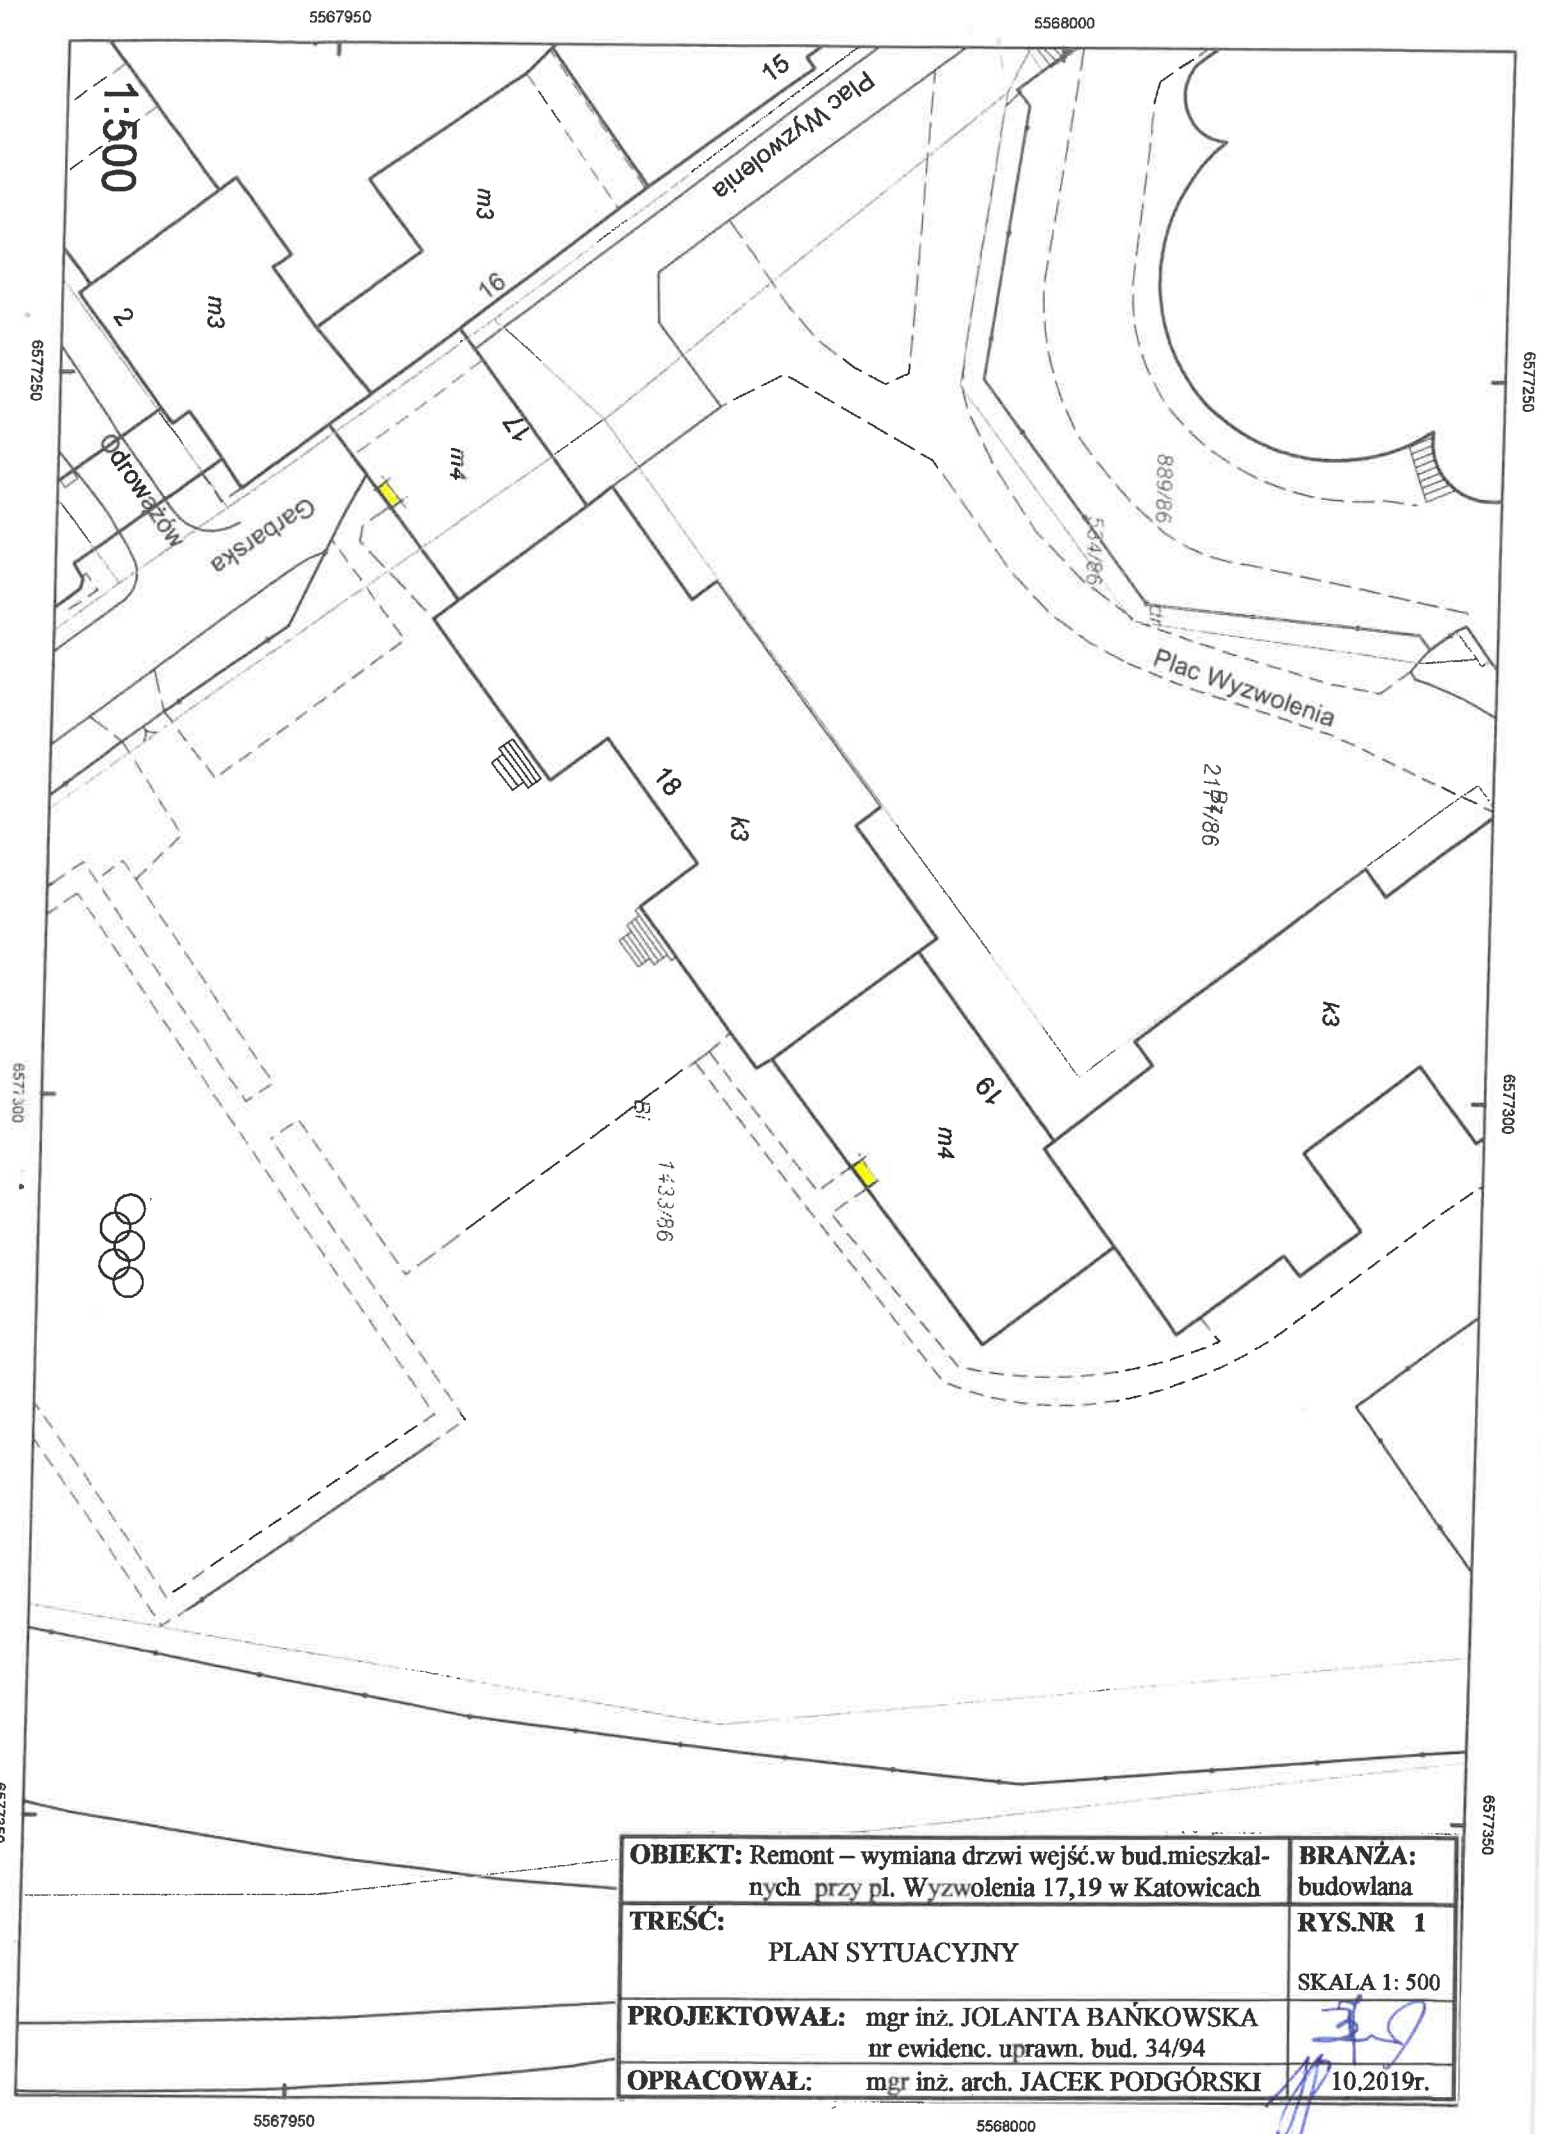 5567950
5568000
1:500
15
Plac Wyzwolenia
m3
16
m3
2
6577250
6577250
17
m4
Odrowążów
Garbarska
889/86
534/86
Plac Wyzwolenia
18
k3
k3
19
m4
Bi
1433/86
6577300
6577300
6577350
OBIEKT: Remont – wymiana drzwi wejść.w bud.mieszkal-
nych przy pl. Wyzwolenia 17,19 w Katowicach
BRANŻA:
budowlana
TREŚĆ:
PLAN SYTUACYJNY
RYS.NR 1
SKALA 1: 500
PROJEKTOWAŁ: mgr inż. JOLANTA BAŃKOWSKA
nr ewidenc. uprawn. bud. 34/94
OPRACOWAŁ: mgr inż. arch. JACEK PODGÓRSKI
10,2019r.
5567950
5568000